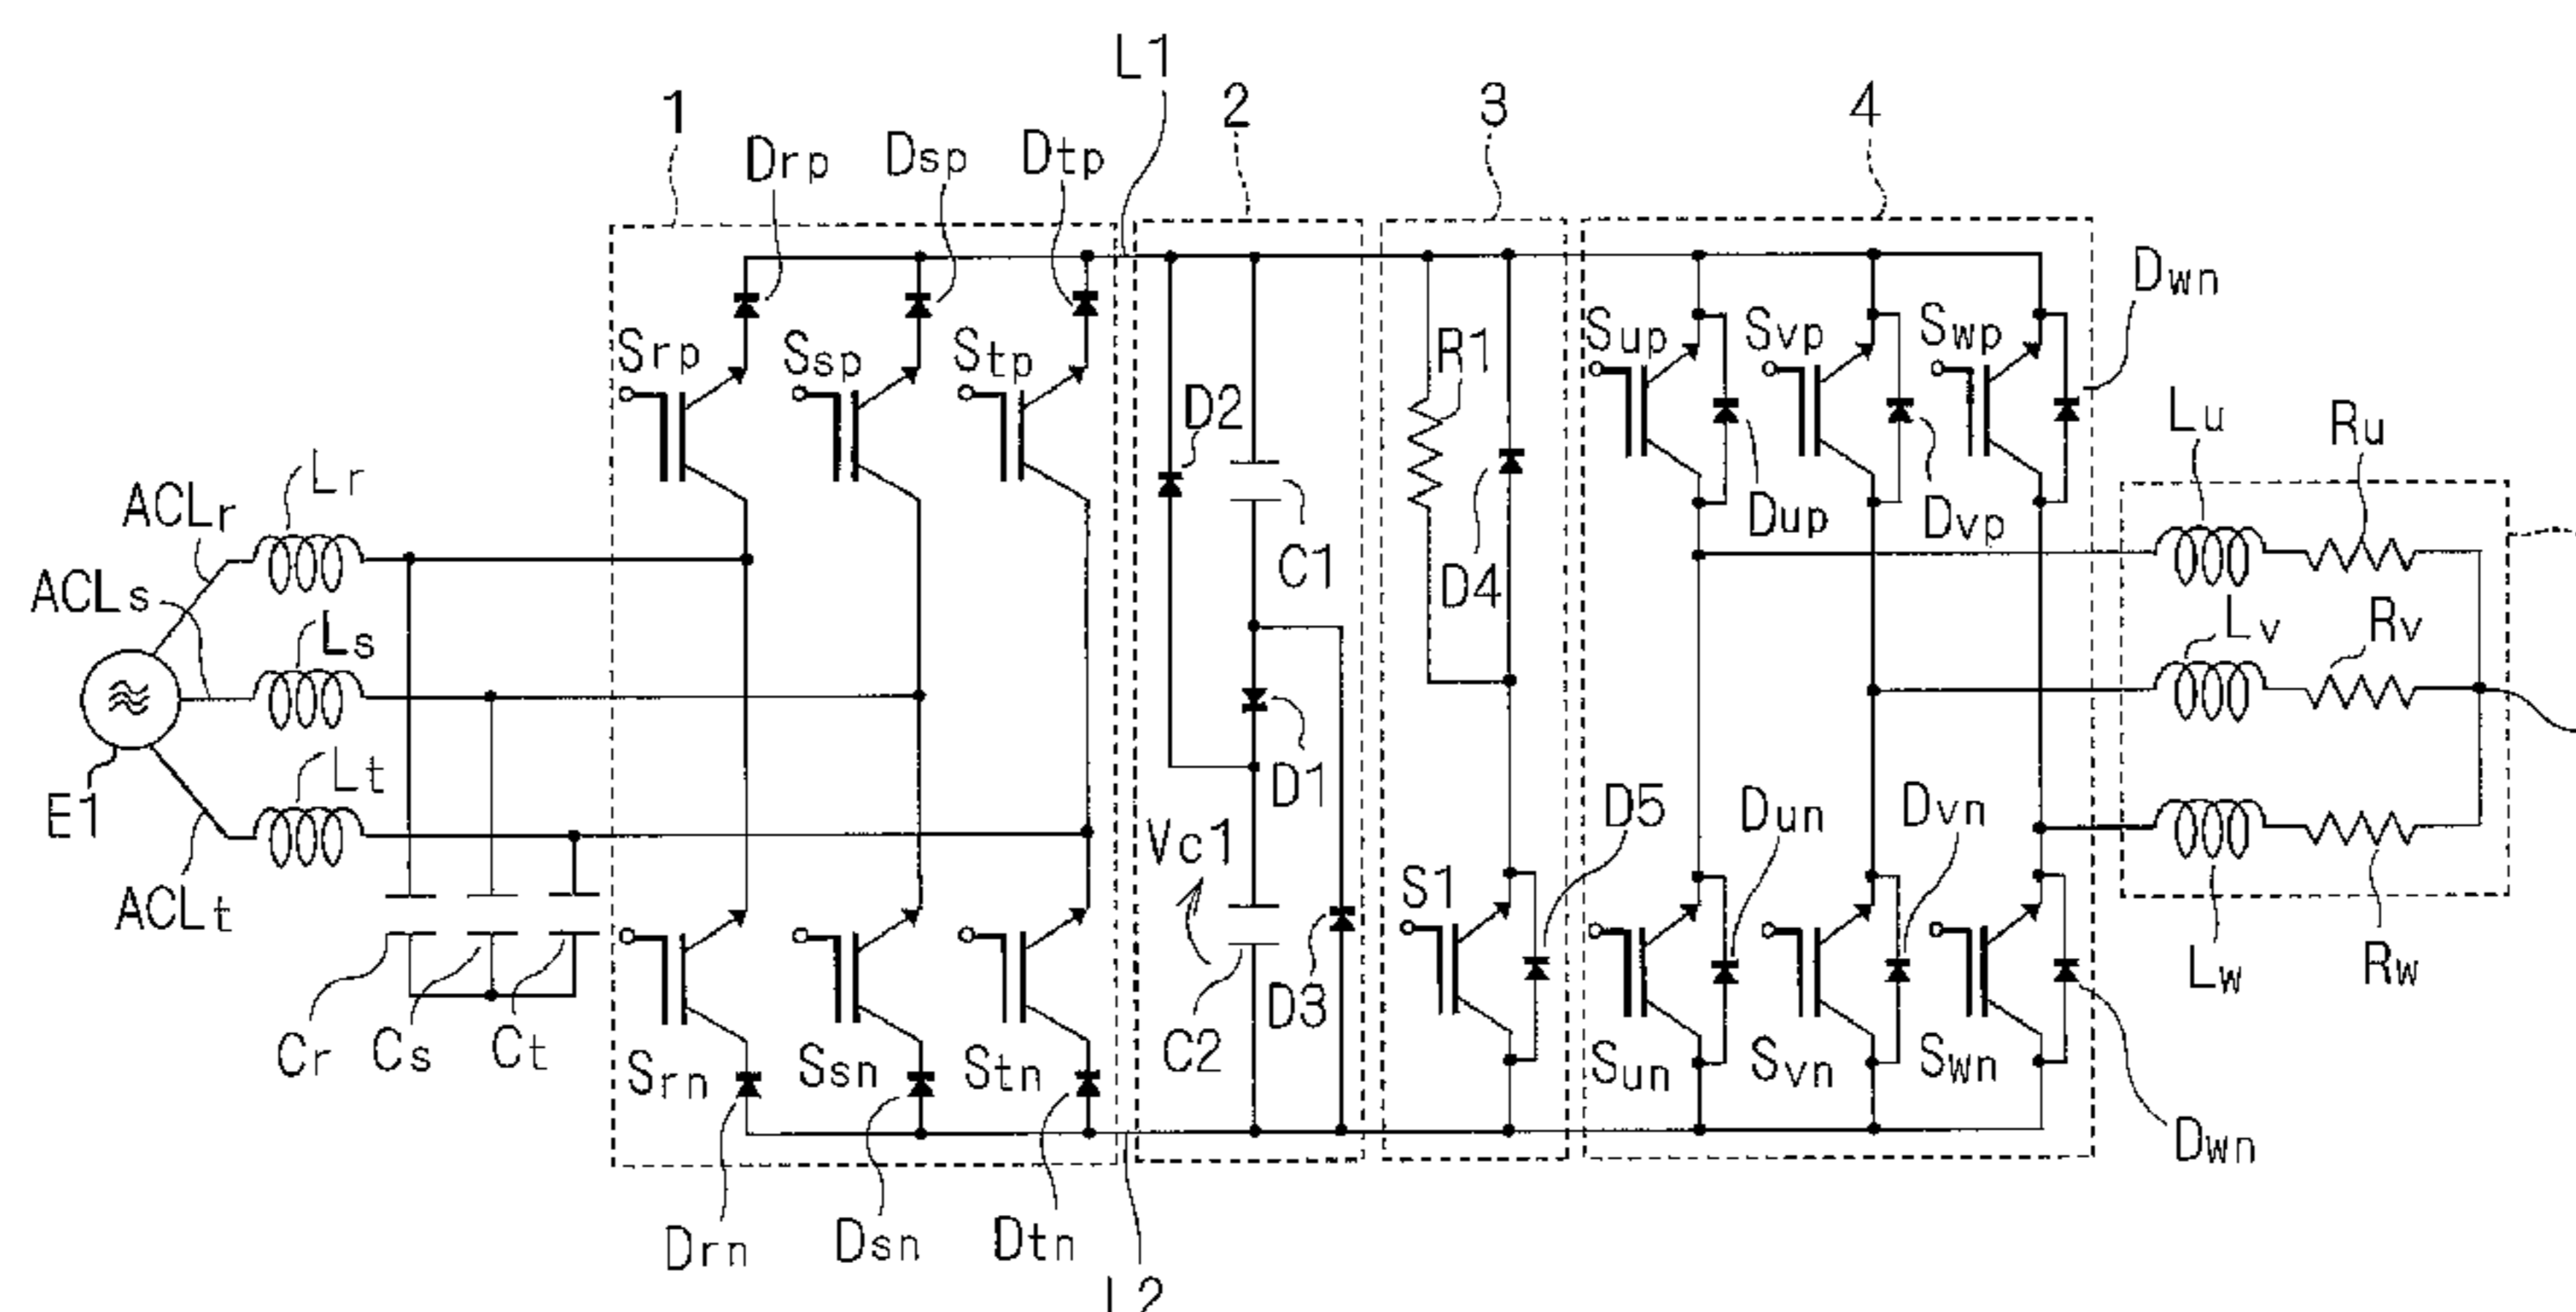 L1
1
2
3
4
Drp
Dsp
Dtp
Dwn
Srp
Ssp
Stp
R1
Sup
Svp
Swp
D2
Lu
Ru
Lr
ACLr
Dup
Dvp
C1
D4
ACLs
Ls
Lv
Rv
Lt
D1
D5
Dun
Dvn
E1
Vc1
S1
ACLt
Lw
Rw
D3
Cr
Cs
Ct
Srn
Ssn
Stn
C2
Sun
Svn
Swn
Dwn
Drn
Dsn
Dtn
L2